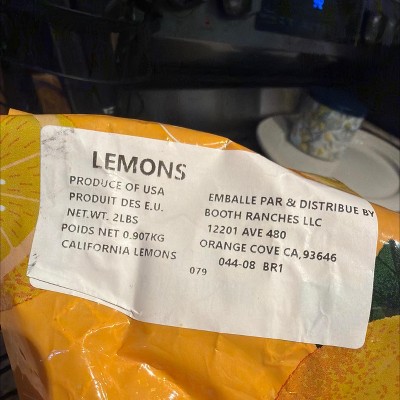 LEMONS
PRODUCE OF USA
PRODUIT DES E.U.
NET.WT. 2LBS
POIDS NET 0.907KG
CALIFORNIA LEMONS
079
EMBALLE PAR & DISTRIBUE BY
BOOTH RANCHES LLC
12201 AVE 480
ORANGE COVE CA,93646
044-08 BR1